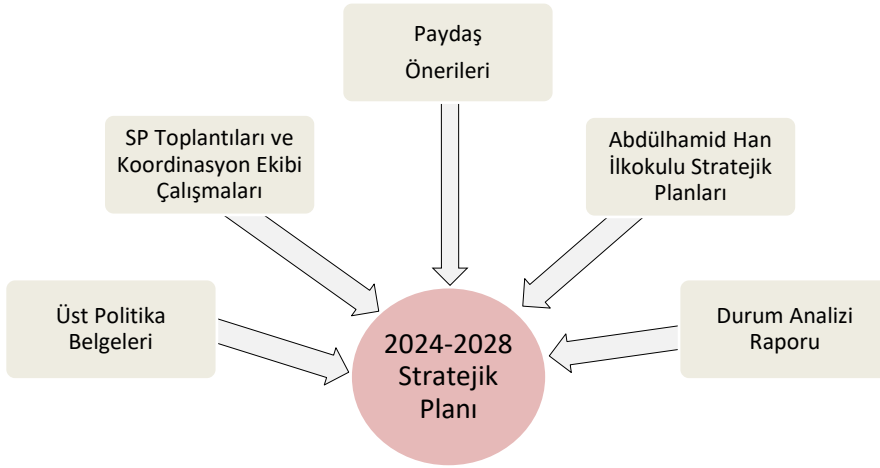 Paydaş
Önerileri
SP Toplantıları ve
Koordinasyon Ekibi
Çalışmaları
Abdülhamid Han
İlkokulu Stratejik
Planları
Üst Politika
Belgeleri
Durum Analizi
Raporu
2024-2028
Stratejik
Planı